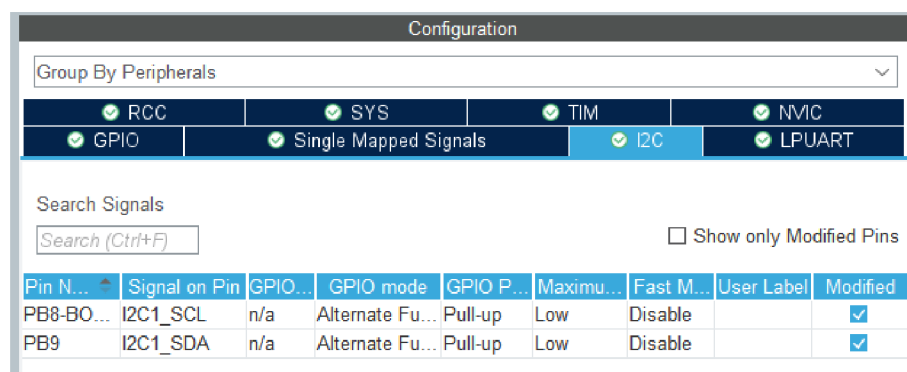 Configuration
Group By Peripherals
RCC SYS TIM NVIC
GPIO Single Mapped Signals I2C LPUART
Search Signals
Search (Ctrl+F)
Show only Modified Pins
Pin N... Signal on Pin GPIO... GPIO mode GPIO P... Maximu... Fast M... User Label Modified
PB8-BO... I2C1_SCL n/a Alternate Fu... Pull-up Low Disable
PB9 I2C1_SDA n/a Alternate Fu... Pull-up Low Disable